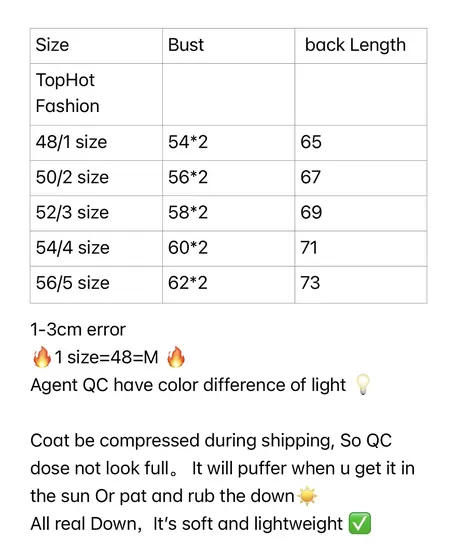 Size Bust back Length
TopHot
Fashion
48/1 size 54*2 65
50/2 size 56*2 67
52/3 size 58*2 69
54/4 size 60*2 71
56/5 size 62*2 73
1-3cm error
🔥1 size=48=M 🔥
Agent QC have color difference of light 💡
Coat be compressed during shipping, So QC
dose not look full。 It will puffer when u get it in
the sun Or pat and rub the down☀️
All real Down，It's soft and lightweight ✅